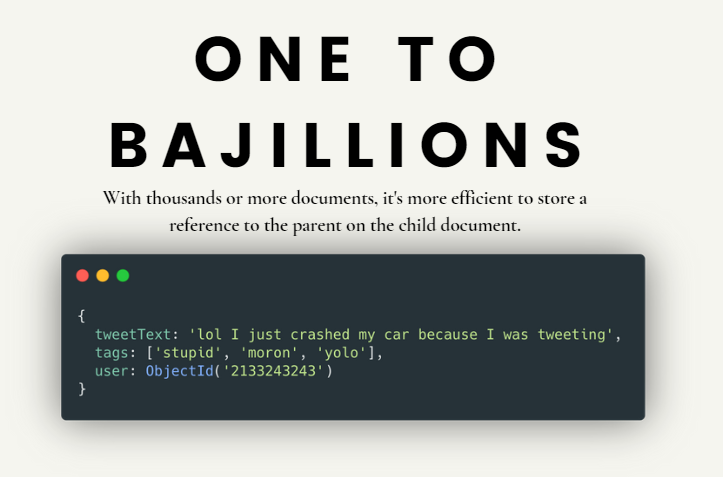 ONE TO
BAJILLIONS
With thousands or more documents, it's more efficient to store a
reference to the parent on the child document.
{
  tweetText: 'lol I just crashed my car because I was tweeting',
  tags: ['stupid', 'moron', 'yolo'],
  user: ObjectId('2133243243')
}